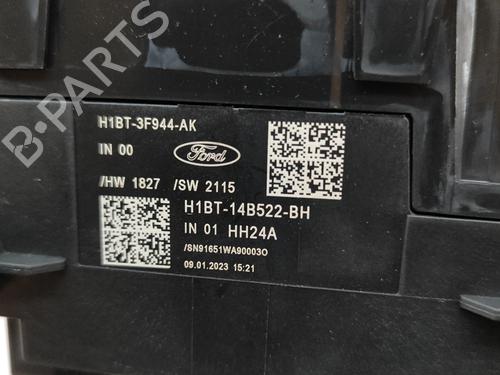 B-PARTS
H1BT-3F944-AK
IN 00
Ford
/HW 1827 /SW 2115
H1BT-14B522-BH
IN 01 HH24A
/SN91651WA90003O
09.01.2023 15:21